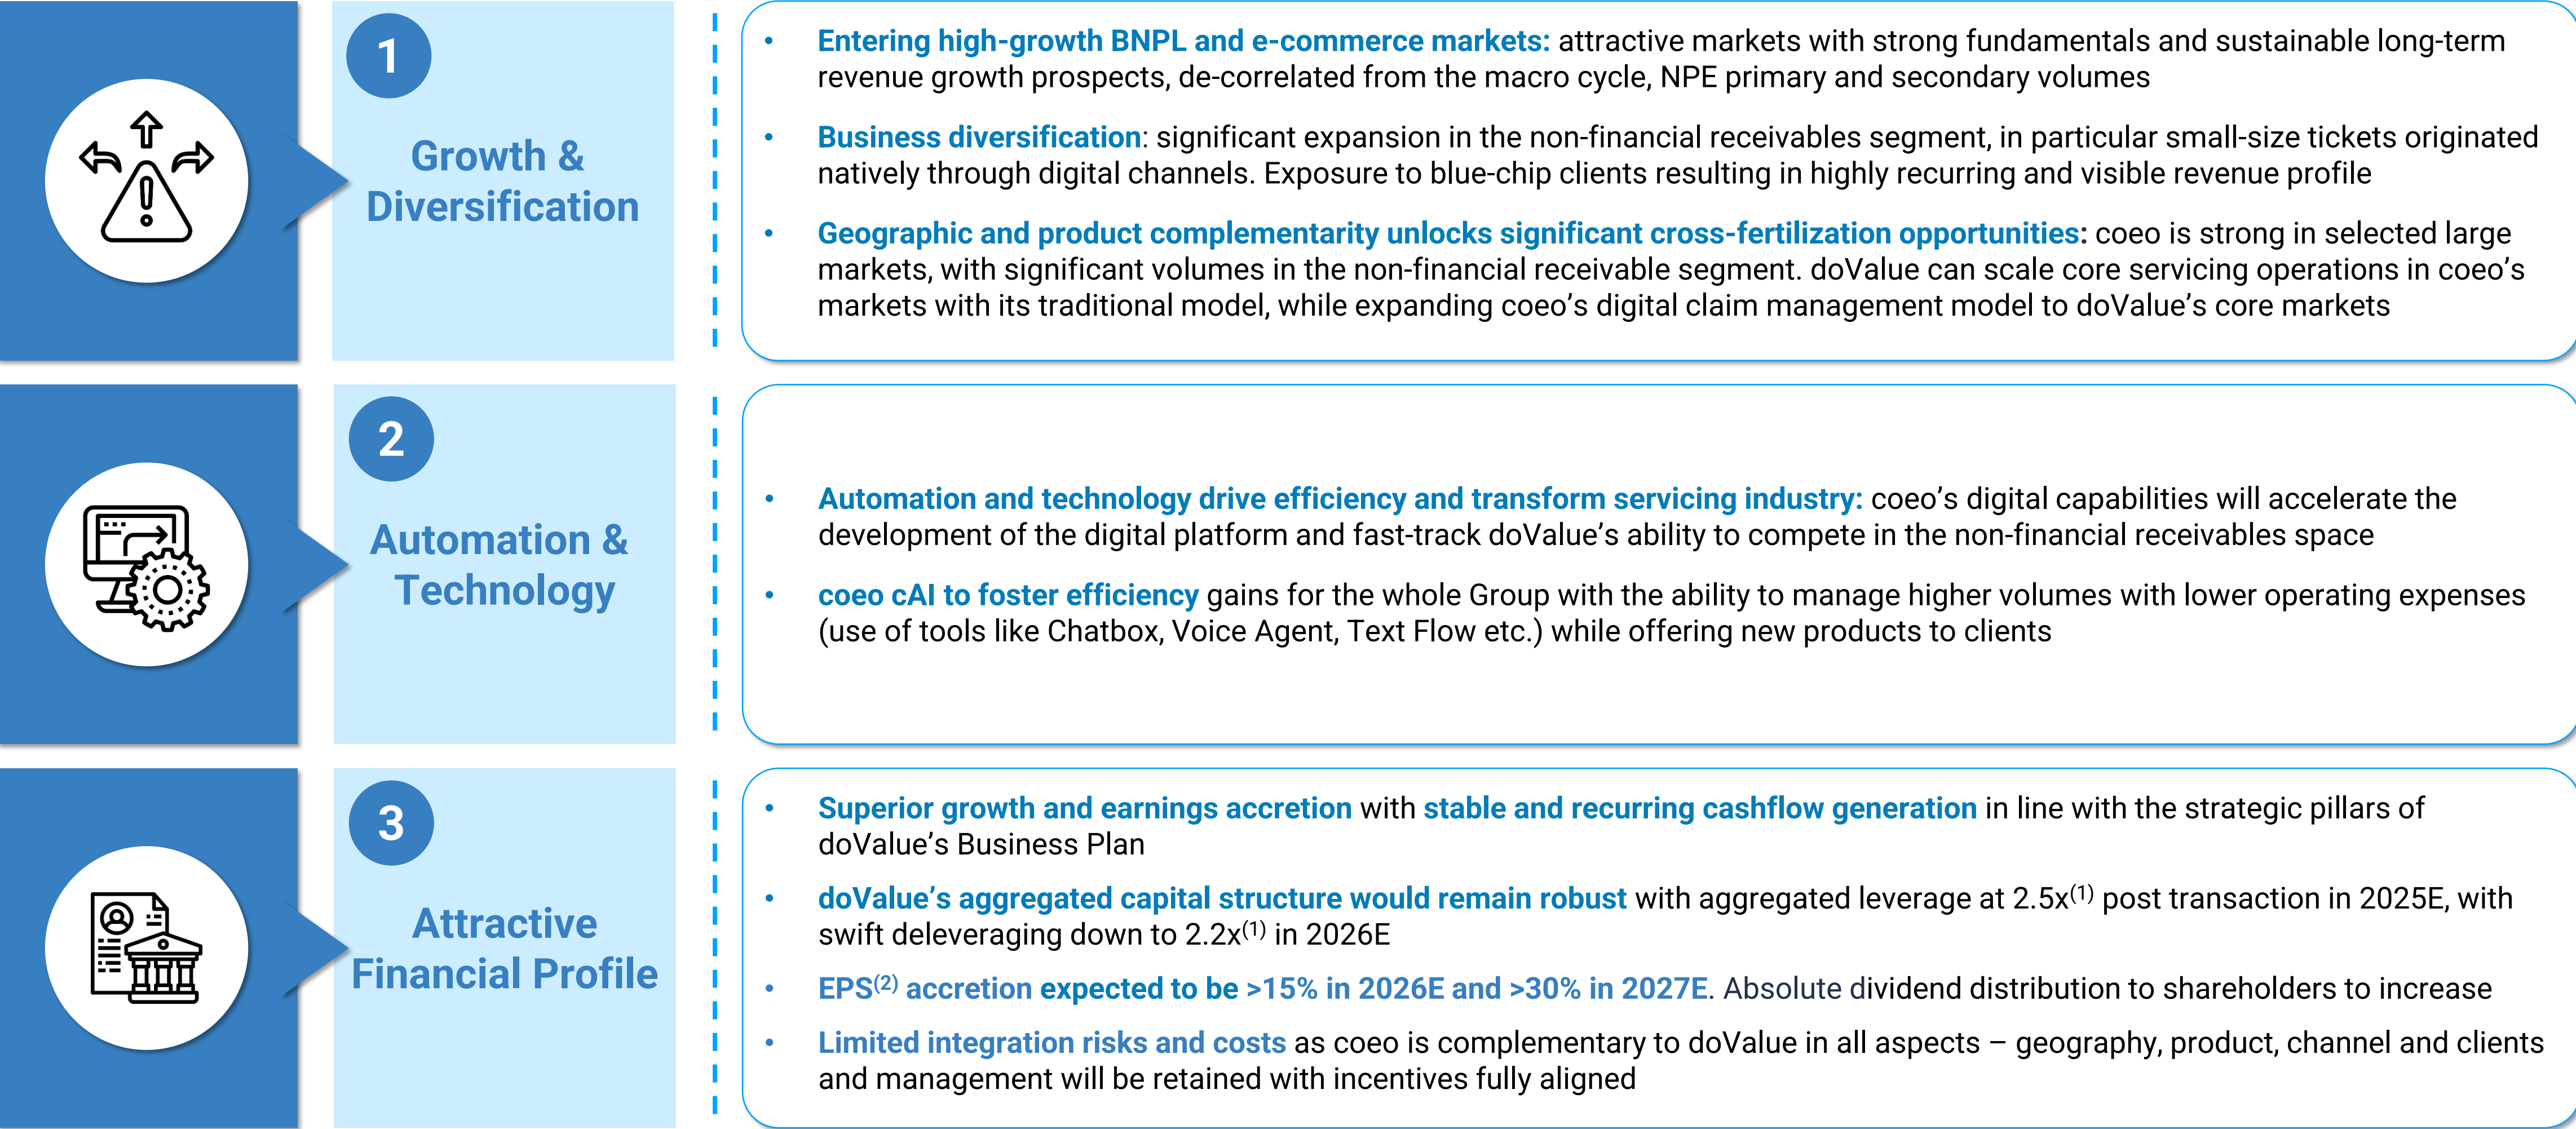 1
Growth &
Diversification
• Entering high-growth BNPL and e-commerce markets: attractive markets with strong fundamentals and sustainable long-term
revenue growth prospects, de-correlated from the macro cycle, NPE primary and secondary volumes
• Business diversification: significant expansion in the non-financial receivables segment, in particular small-size tickets originated
natively through digital channels. Exposure to blue-chip clients resulting in highly recurring and visible revenue profile
• Geographic and product complementarity unlocks significant cross-fertilization opportunities: coeo is strong in selected large
markets, with significant volumes in the non-financial receivable segment. doValue can scale core servicing operations in coeo’s
markets with its traditional model, while expanding coeo’s digital claim management model to doValue’s core markets
2
Automation &
Technology
• Automation and technology drive efficiency and transform servicing industry: coeo’s digital capabilities will accelerate the
development of the digital platform and fast-track doValue’s ability to compete in the non-financial receivables space
• coeo cAI to foster efficiency gains for the whole Group with the ability to manage higher volumes with lower operating expenses
(use of tools like Chatbox, Voice Agent, Text Flow etc.) while offering new products to clients
3
Attractive
Financial Profile
• Superior growth and earnings accretion with stable and recurring cashflow generation in line with the strategic pillars of
doValue’s Business Plan
• doValue’s aggregated capital structure would remain robust with aggregated leverage at 2.5x(1) post transaction in 2025E, with
swift deleveraging down to 2.2x(1) in 2026E
• EPS(2) accretion expected to be >15% in 2026E and >30% in 2027E. Absolute dividend distribution to shareholders to increase
• Limited integration risks and costs as coeo is complementary to doValue in all aspects – geography, product, channel and clients
and management will be retained with incentives fully aligned